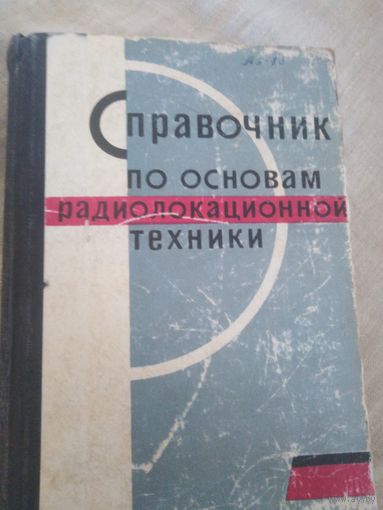 Справочник
по основам
радиолокационной
техники